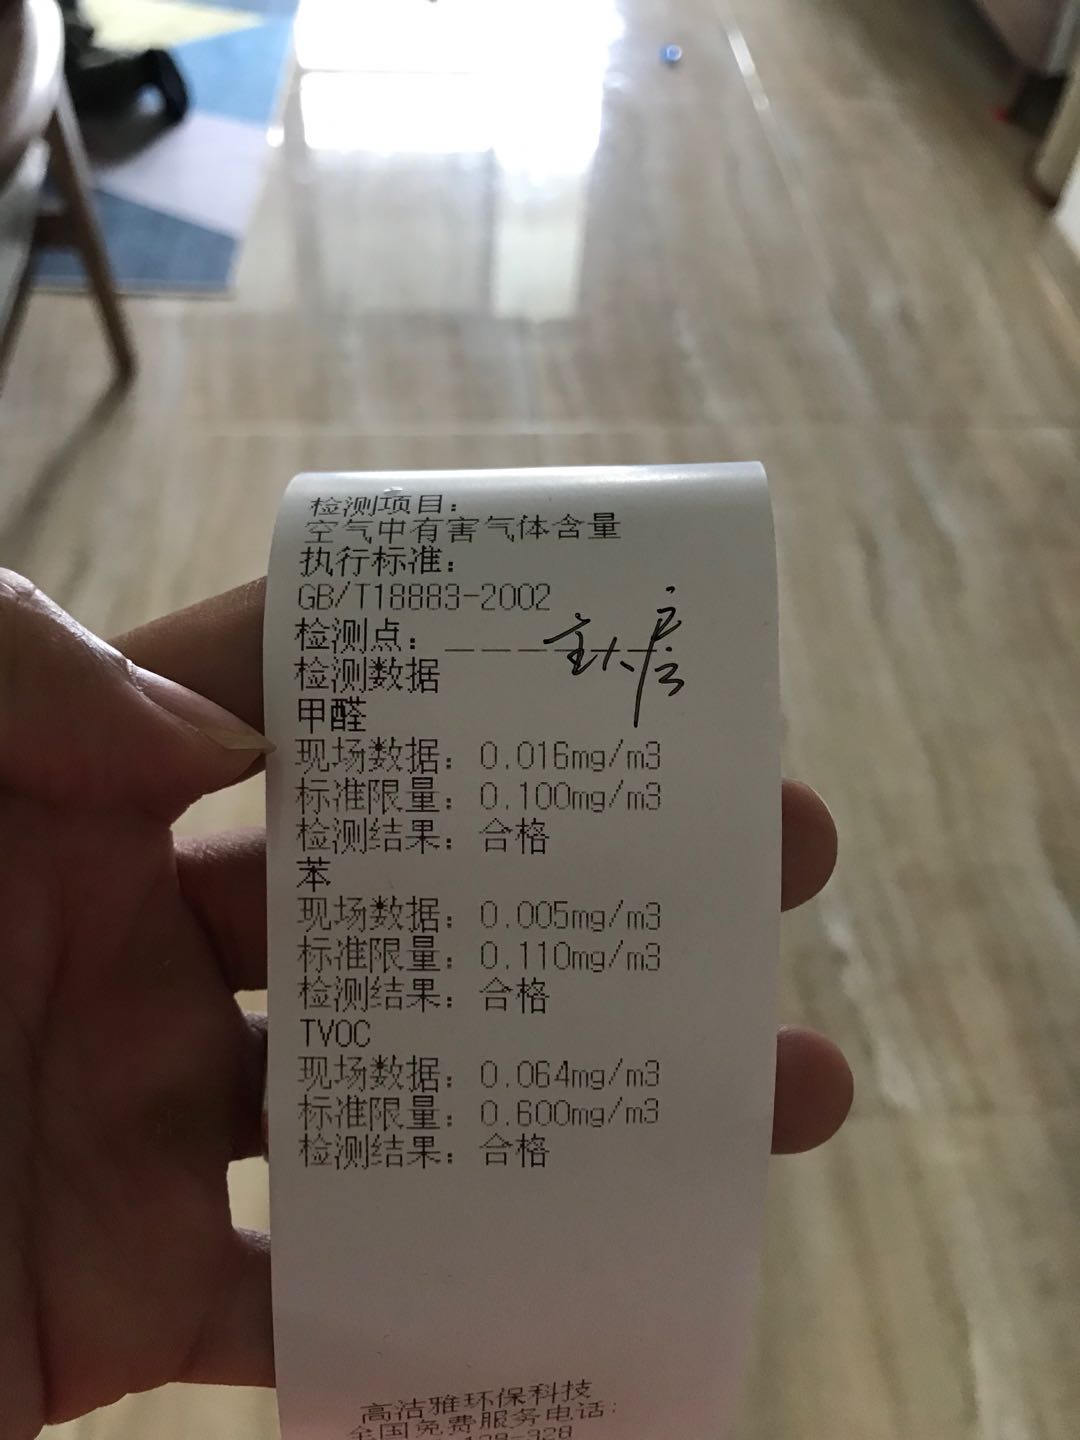 检测项目：
空气中有害气体含量
执行标准：
GB/T18883-2002
检测点：_ _ _ 主卧
检测数据
甲醛
现场数据：0.016mg/m3
标准限量：0.100mg/m3
检测结果：合格
苯
现场数据：0.005mg/m3
标准限量：0.110mg/m3
检测结果：合格
TVOC
现场数据：0.064mg/m3
标准限量：0.600mg/m3
检测结果：合格
高洁雅环保科技
全国免费服务电话：